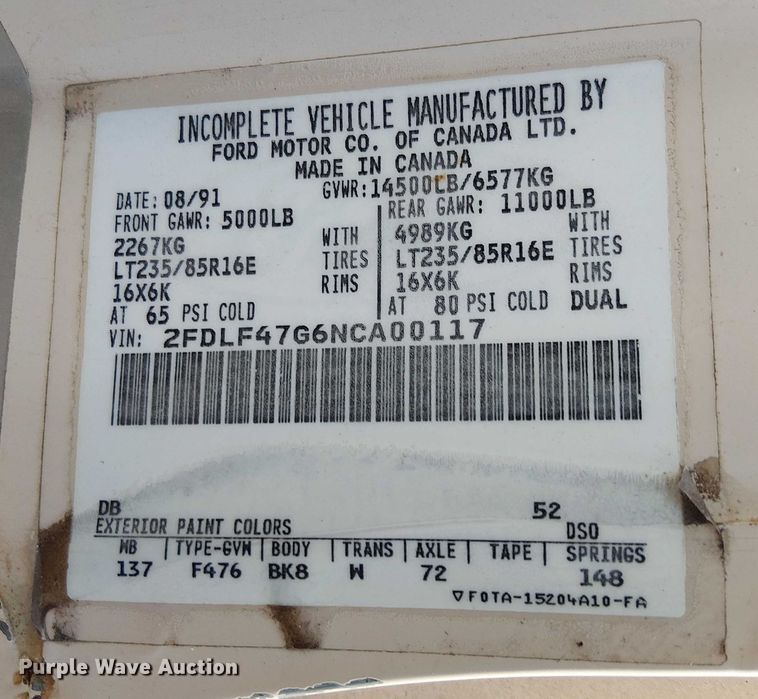 INCOMPLETE VEHICLE MANUFACTURED BY
FORD MOTOR CO. OF CANADA LTD.
MADE IN CANADA
DATE: 08/91 GVWR: 14500LB/6577KG
FRONT GAWR: 5000LB REAR GAWR: 11000LB
2267KG WITH 4989KG WITH
LT235/85R16E TIRES LT235/85R16E TIRES
16X6K RIMS 16X6K RIMS
AT 65 PSI COLD AT 80 PSI COLD DUAL
VIN: 2FDLF47G6NCA00117
DB 52
EXTERIOR PAINT COLORS DSO
WB | TYPE-GVW | BODY | TRANS | AXLE | TAPE | SPRINGS
137 F476 BK8 W 72 148
▽F0TA-15204A10-FA
Purple Wave Auction